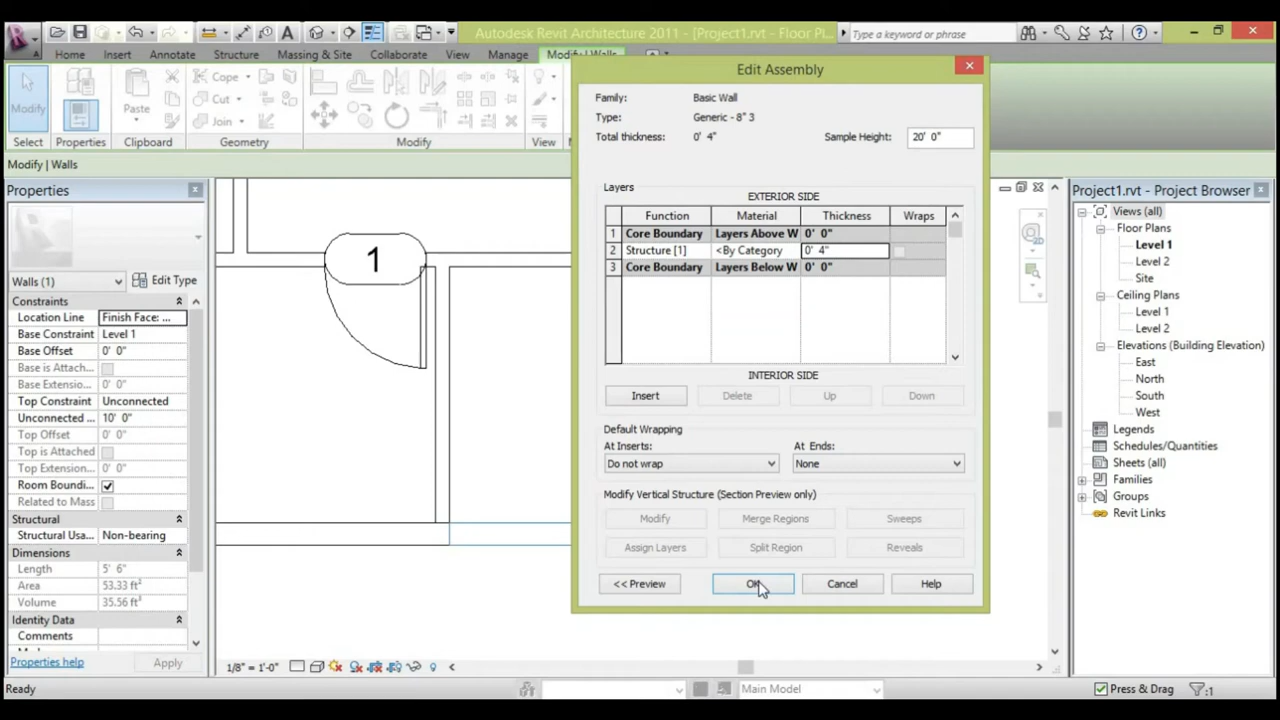 Autodesk Revit Architecture 2011 - [Project1.rvt - Floor Pl...
Type a keyword or phrase
Home Insert Annotate Structure Massing & Site Collaborate View Manage Modify | Walls
Modify
Properties
Paste
Cope
Cut
Join
Select Properties Clipboard Geometry Modify View
Modify | Walls
Properties
Walls (1) Edit Type
Constraints
Location Line Finish Face: ...
Base Constraint Level 1
Base Offset 0' 0"
Base is Attach...
Base Extensio...
Top Constraint Unconnected
Unconnected ... 10' 0"
Top Offset 0' 0"
Top is Attached
Top Extension...
Room Boundi...
Related to Mass
Structural
Structural Usa... Non-bearing
Dimensions
Length 5' 6"
Area 53.33 ft²
Volume 35.56 ft³
Identity Data
Comments
Properties help Apply
1
1/8" = 1'-0"
Ready
Main Model
Press & Drag
:1
Edit Assembly
Family: Basic Wall
Type: Generic - 8" 3
Total thickness: 0' 4" Sample Height: 20' 0"
Layers
EXTERIOR SIDE
Function Material Thickness Wraps
1 Core Boundary Layers Above W 0' 0"
2 Structure [1] <By Category 0' 4"
3 Core Boundary Layers Below W 0' 0"
INTERIOR SIDE
Insert Delete Up Down
Default Wrapping
At Inserts: At Ends:
Do not wrap None
Modify Vertical Structure (Section Preview only)
Modify Merge Regions Sweeps
Assign Layers Split Region Reveals
<< Preview OK Cancel Help
Project1.rvt - Project Browser
Views (all)
Floor Plans
Level 1
Level 2
Site
Ceiling Plans
Level 1
Level 2
Elevations (Building Elevation)
East
North
South
West
Legends
Schedules/Quantities
Sheets (all)
Families
Groups
Revit Links